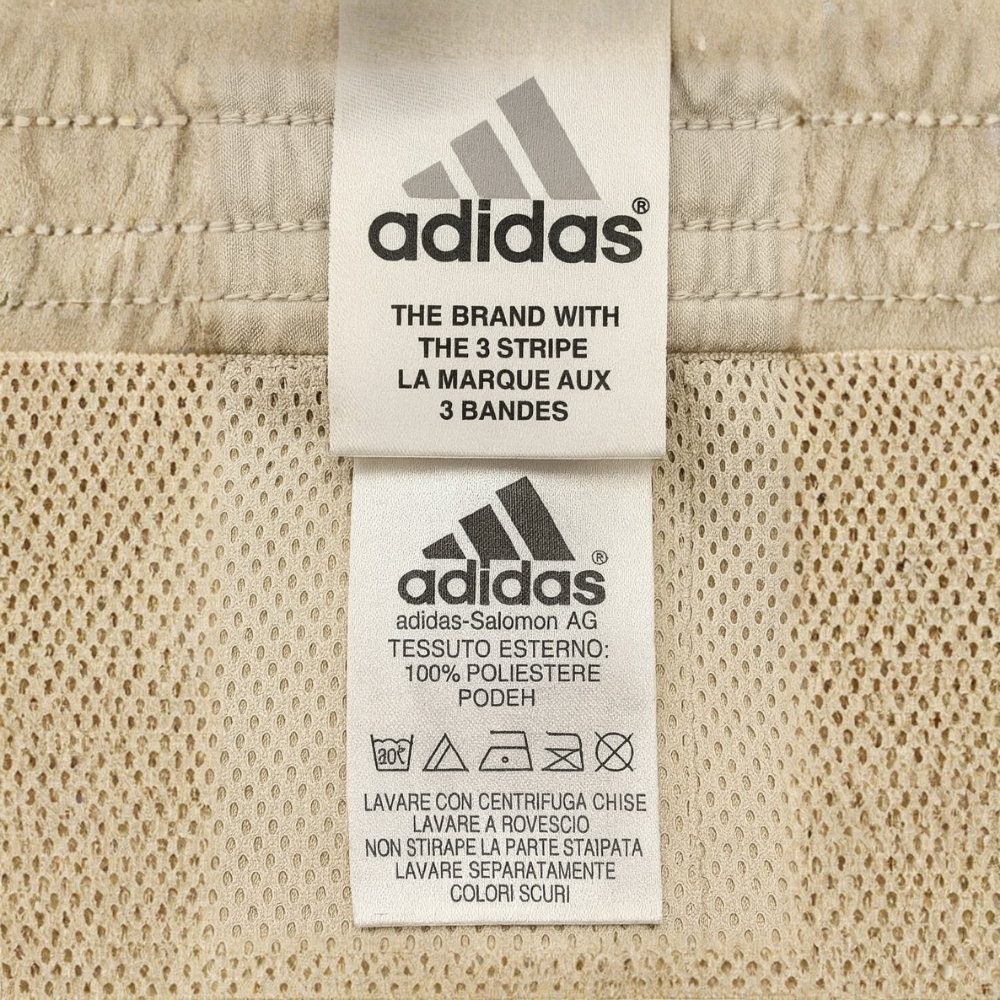 adidas®
THE BRAND WITH
THE 3 STRIPE
LA MARQUE AUX
3 BANDES
adidas®
adidas-Salomon AG
TESSUTO ESTERNO:
100% POLIESTERE
PODEH
LAVARE CON CENTRIFUGA CHISE
LAVARE A ROVESCIO
NON STIRAPE LA PARTE STAIPATA
LAVARE SEPARATAMENTE
COLORI SCURI